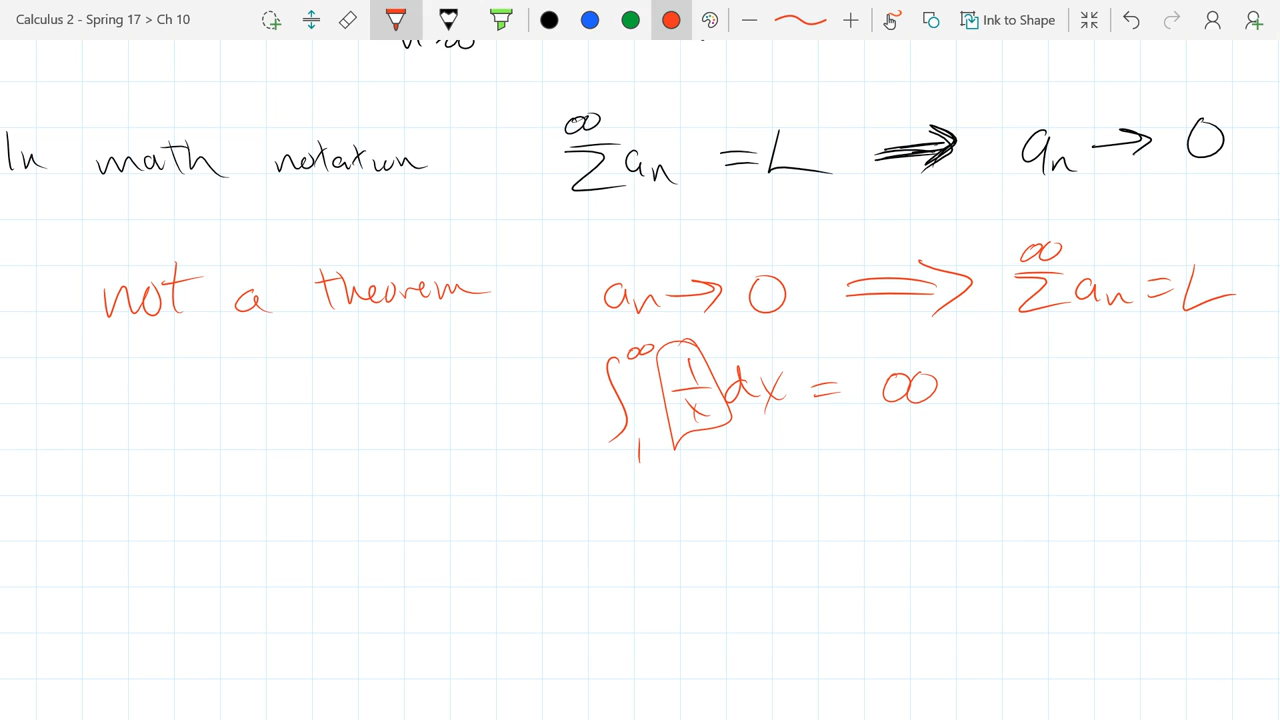 Calculus 2 - Spring 17 > Ch 10
Ink to Shape
n→∞
In math notation ∑^∞ aₙ = L ⟹ aₙ → 0
not a theorem aₙ → 0 ⟹ ∑^∞ aₙ = L
∫₁^∞ 1/x dx = ∞